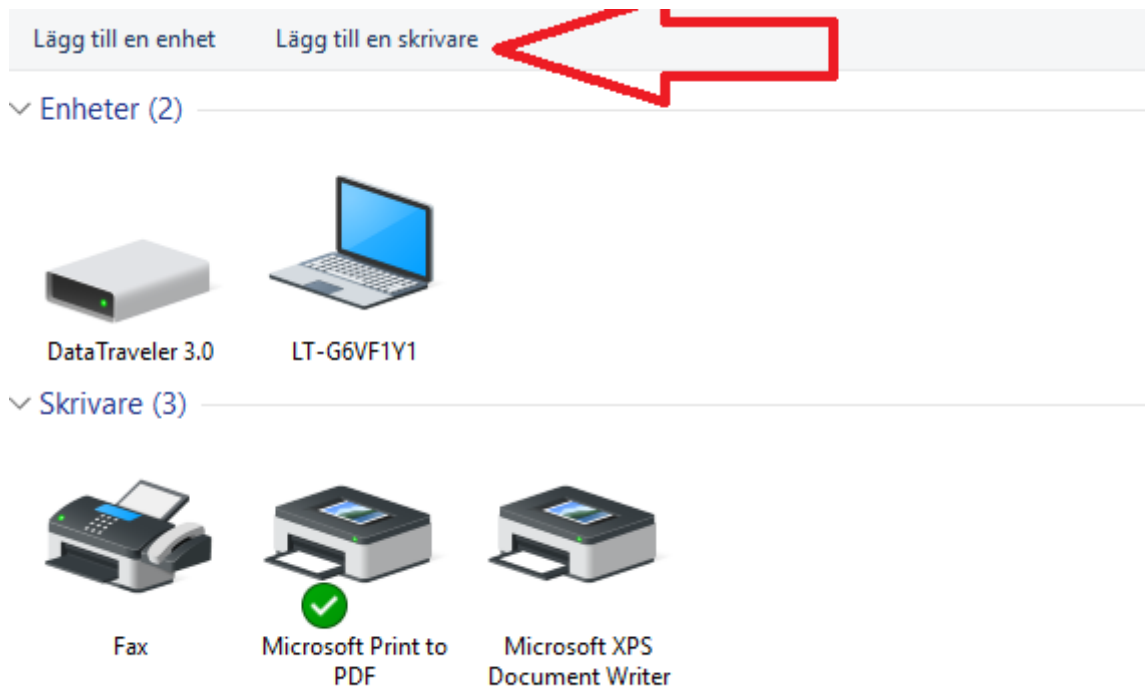 Lägg till en enhet Lägg till en skrivare
Enheter (2)
DataTraveler 3.0 LT-G6VF1Y1
Skrivare (3)
Fax Microsoft Print to PDF Microsoft XPS Document Writer